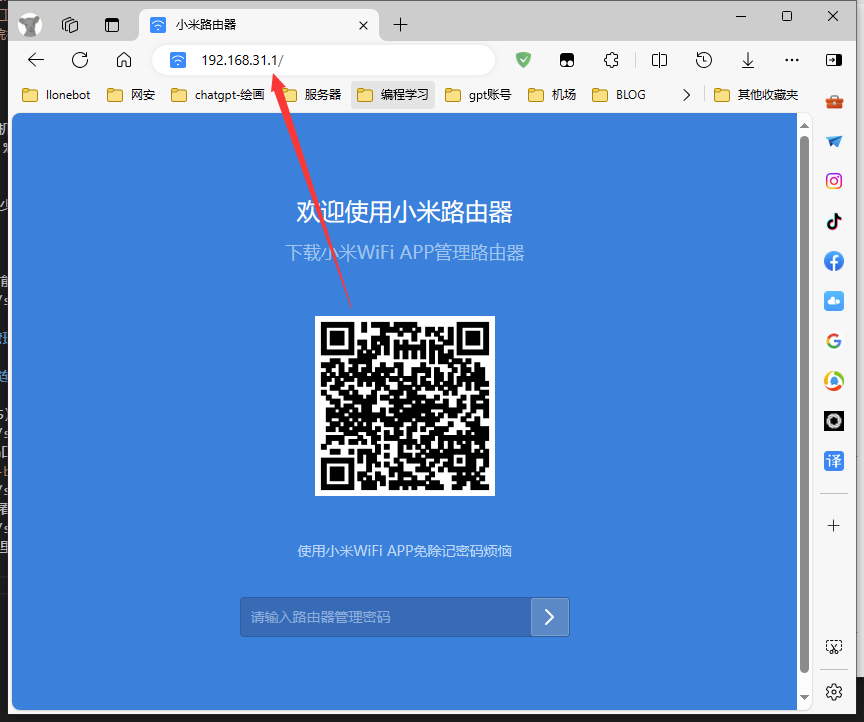 小米路由器
192.168.31.1/
llonebot
网安
chatgpt-绘画
服务器
编程学习
gpt账号
机场
BLOG
其他收藏夹
欢迎使用小米路由器
下载小米WiFi APP管理路由器
使用小米WiFi APP免除记密码烦恼
请输入路由器管理密码
译